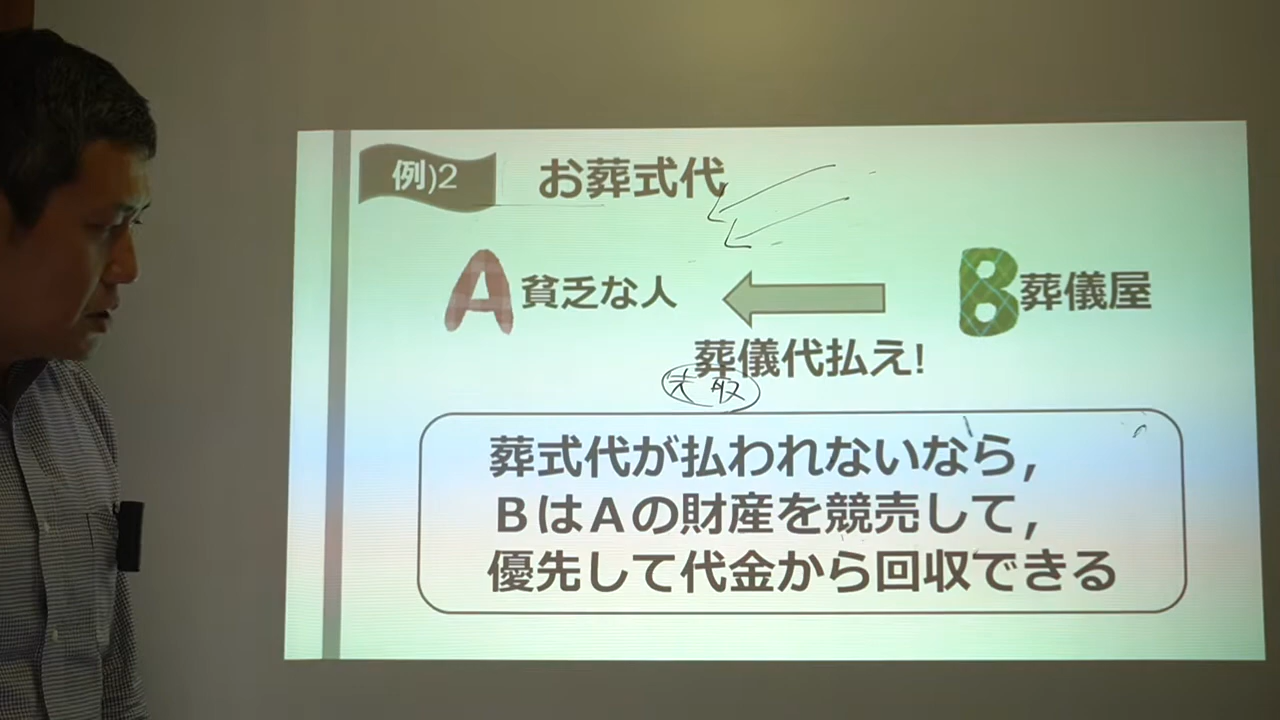 例)2
お葬式代
A 貧乏な人
B 葬儀屋
葬儀代払え!
葬式代が払われないなら,
BはAの財産を競売して,
優先して代金から回収できる